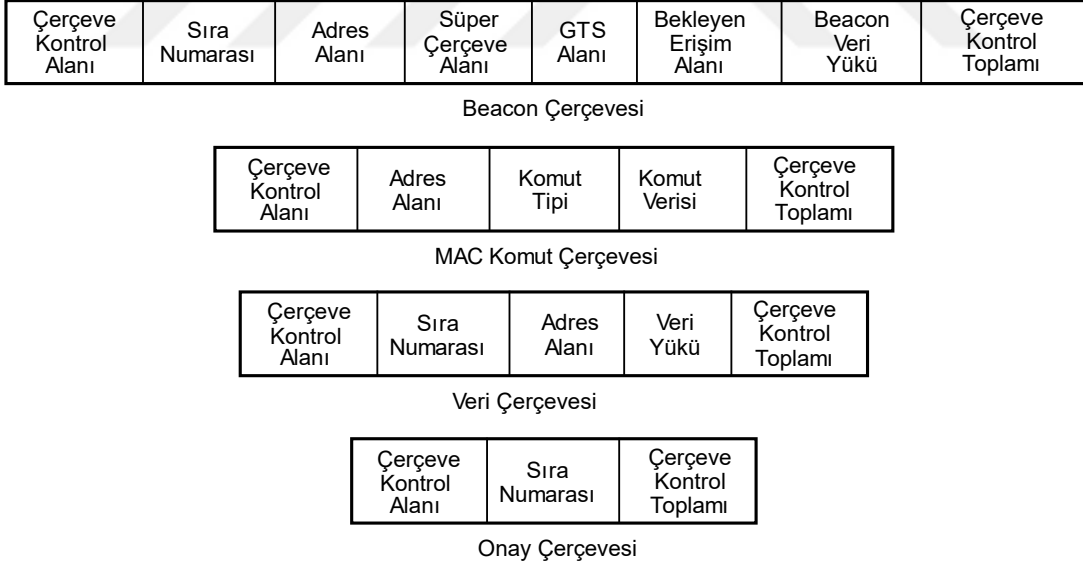 Çerçeve
Kontrol
Alanı
Sıra
Numarası
Adres
Alanı
Süper
Çerçeve
Alanı
GTS
Alanı
Bekleyen
Erişim
Alanı
Beacon
Veri
Yükü
Çerçeve
Kontrol
Toplamı
Beacon Çerçevesi
Çerçeve
Kontrol
Alanı
Adres
Alanı
Komut
Tipi
Komut
Verisi
Çerçeve
Kontrol
Toplamı
MAC Komut Çerçevesi
Çerçeve
Kontrol
Alanı
Sıra
Numarası
Adres
Alanı
Veri
Yükü
Çerçeve
Kontrol
Toplamı
Veri Çerçevesi
Çerçeve
Kontrol
Alanı
Sıra
Numarası
Çerçeve
Kontrol
Toplamı
Onay Çerçevesi